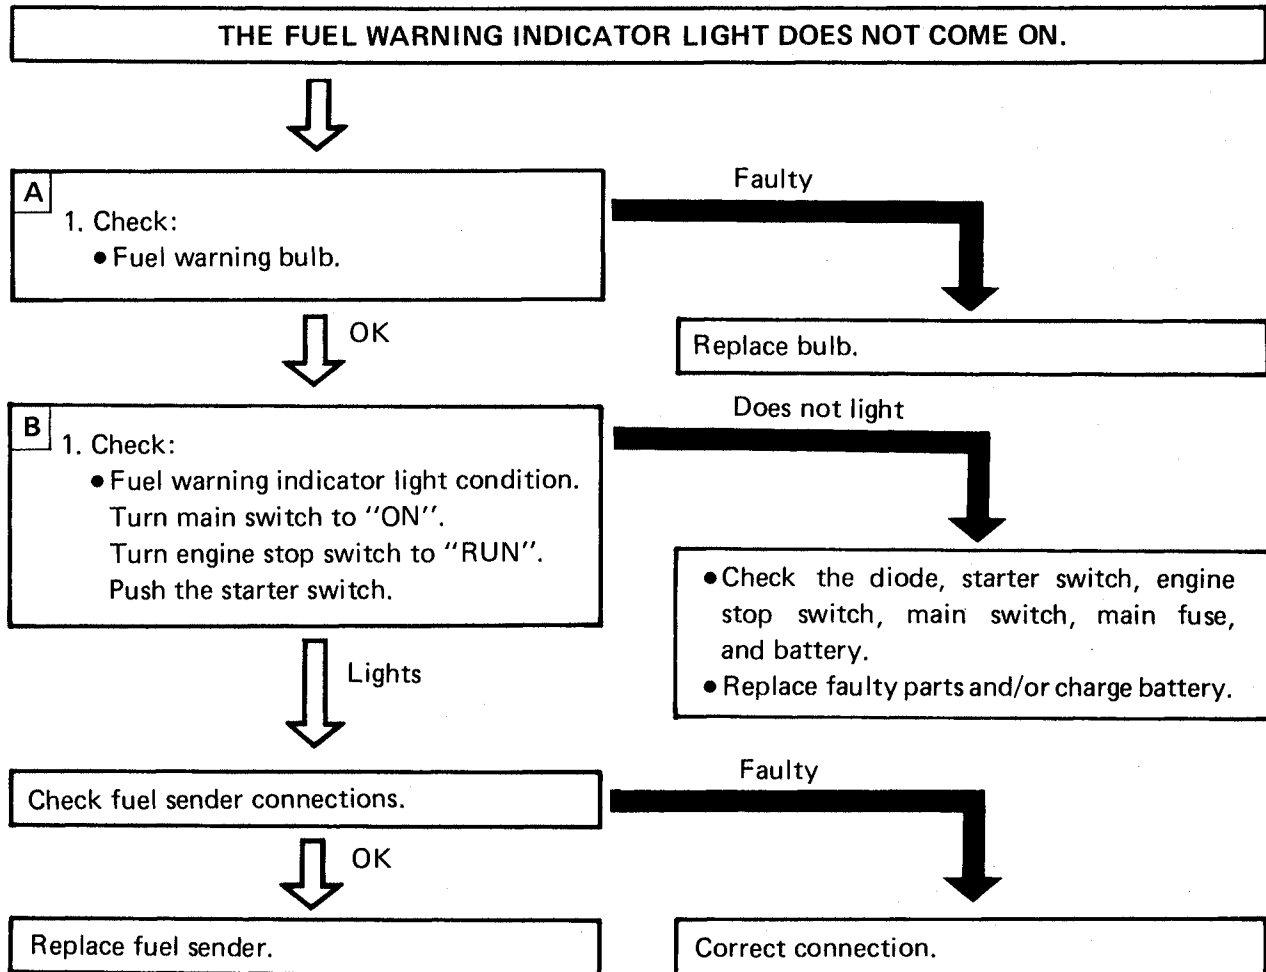 THE FUEL WARNING INDICATOR LIGHT DOES NOT COME ON.
A
1. Check:
● Fuel warning bulb.
Faulty
OK
Replace bulb.
B
1. Check:
● Fuel warning indicator light condition.
Turn main switch to “ON”.
Turn engine stop switch to “RUN”.
Push the starter switch.
Does not light
● Check the diode, starter switch, engine
stop switch, main switch, main fuse,
and battery.
● Replace faulty parts and/or charge battery.
Lights
Check fuel sender connections.
Faulty
OK
Replace fuel sender.
Correct connection.